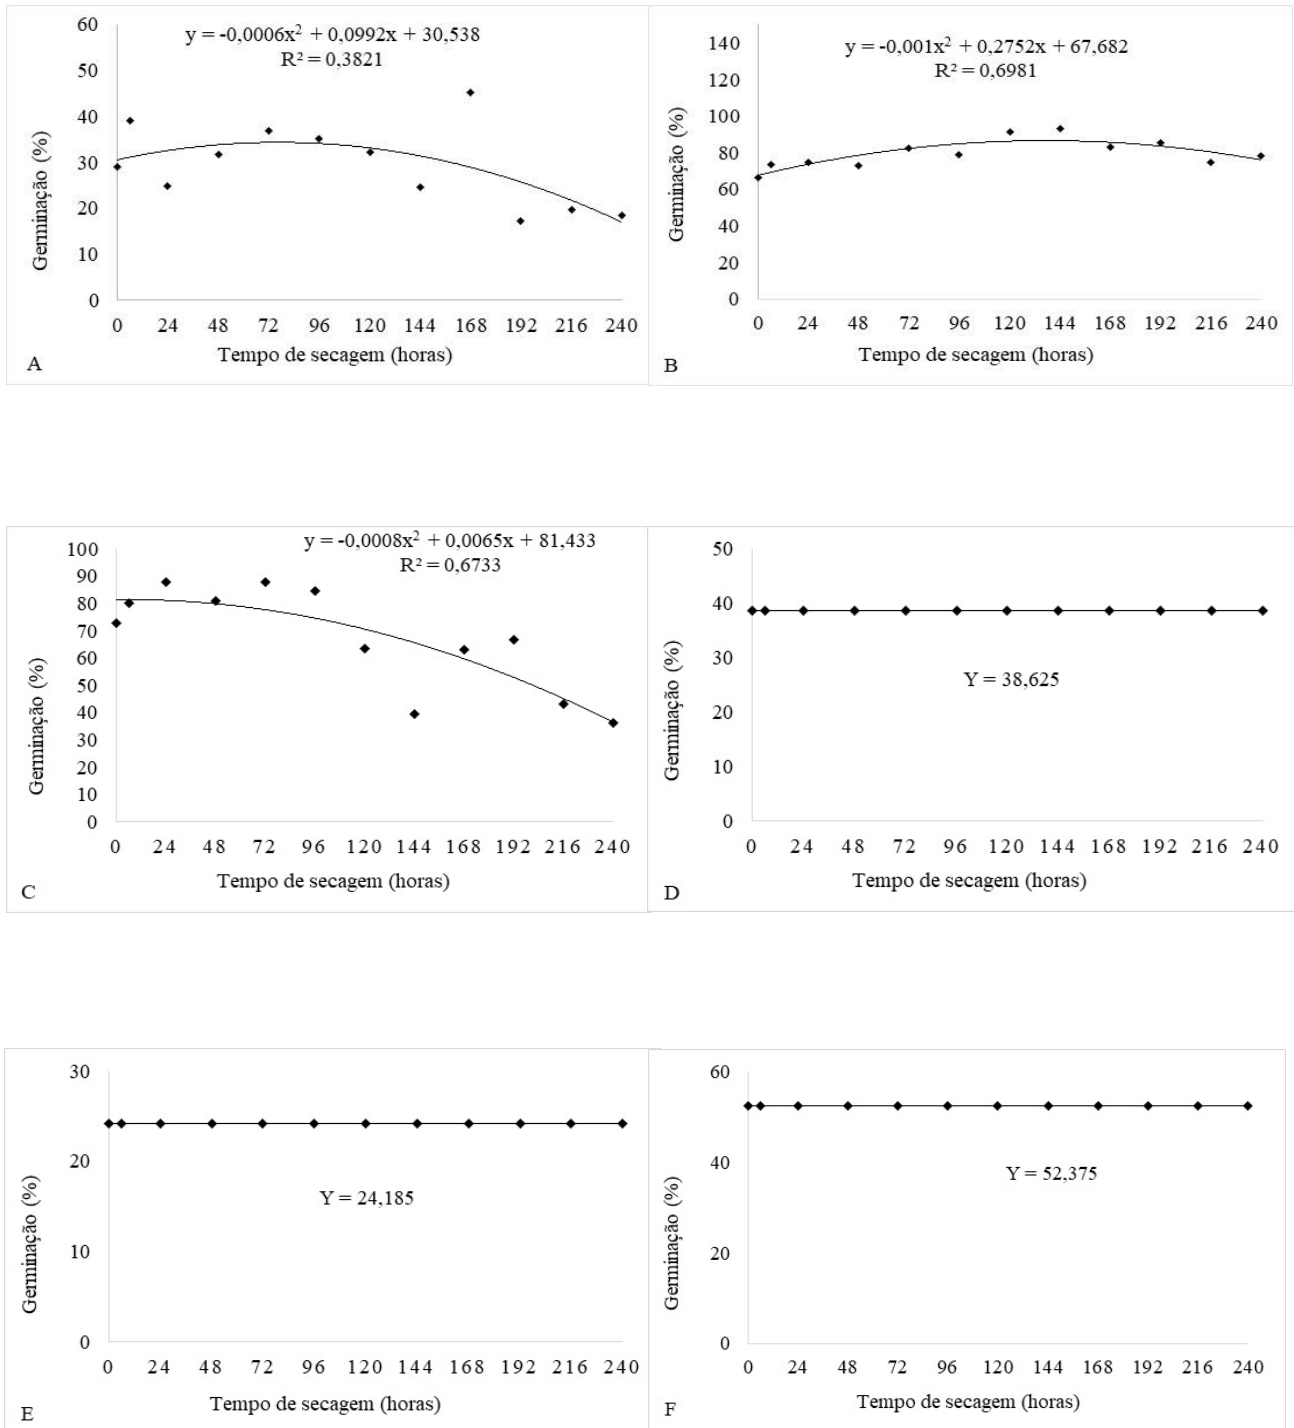 y = -0,0006x² + 0,0992x + 30,538
R² = 0,3821
60
50
40
30
20
10
0
Germinação (%)
0 24 48 72 96 120 144 168 192 216 240
Tempo de secagem (horas)
A
y = -0,001x² + 0,2752x + 67,682
R² = 0,6981
140
120
100
80
60
40
20
0
Germinação (%)
0 24 48 72 96 120 144 168 192 216 240
Tempo de secagem (horas)
B
y = -0,0008x² + 0,0065x + 81,433
R² = 0,6733
100
90
80
70
60
50
40
30
20
10
0
Germinação (%)
0 24 48 72 96 120 144 168 192 216 240
Tempo de secagem (horas)
C
50
40
30
20
10
0
Germinação (%)
Y = 38,625
0 24 48 72 96 120 144 168 192 216 240
Tempo de secagem (horas)
D
30
20
10
0
Germinação (%)
Y = 24,185
0 24 48 72 96 120 144 168 192 216 240
Tempo de secagem (horas)
E
60
40
20
0
Germinação (%)
Y = 52,375
0 24 48 72 96 120 144 168 192 216 240
Tempo de secagem (horas)
F